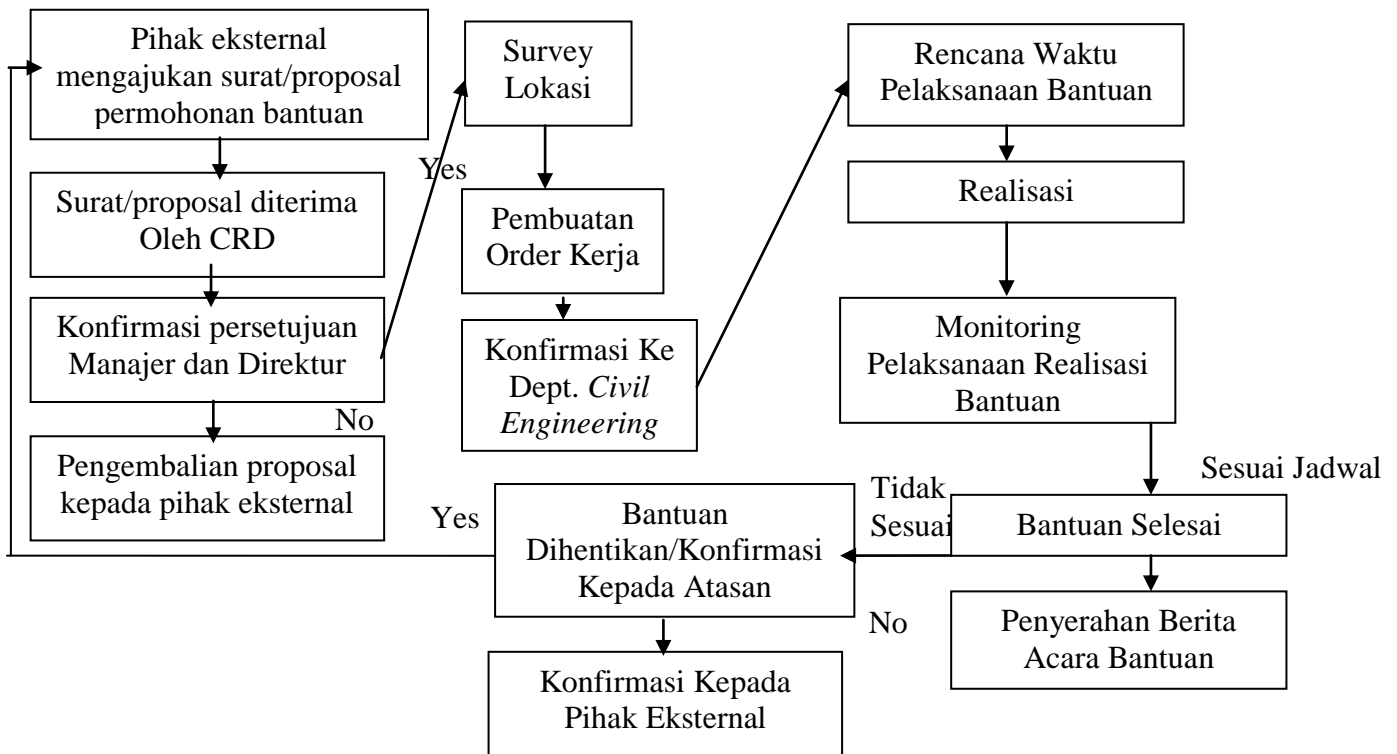 Pihak eksternal
mengajukan surat/proposal
permohonan bantuan
Surat/proposal diterima
Oleh CRD
Konfirmasi persetujuan
Manajer dan Direktur
No
Pengembalian proposal
kepada pihak eksternal
Yes
Survey
Lokasi
Pembuatan
Order Kerja
Konfirmasi Ke
Dept. Civil
Engineering
Rencana Waktu
Pelaksanaan Bantuan
Realisasi
Monitoring
Pelaksanaan Realisasi
Bantuan
Sesuai Jadwal
Bantuan Selesai
Penyerahan Berita
Acara Bantuan
Tidak
Sesuai
Bantuan
Dihentikan/Konfirmasi
Kepada Atasan
Yes
No
Konfirmasi Kepada
Pihak Eksternal